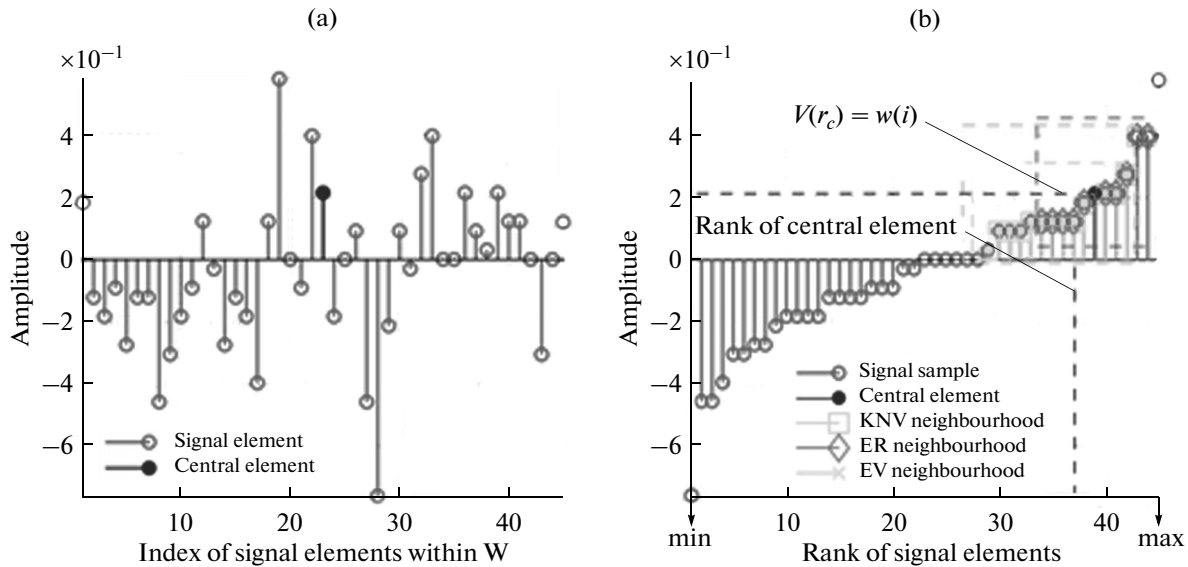 (a)
×10⁻¹
4
2
0
−2
−4
−6
Amplitude
Signal element
Central element
10 20 30 40
Index of signal elements within W
(b)
×10⁻¹
V(r_c) = w(i)
4
2
Rank of central element
0
−2
−4
−6
Amplitude
Signal sample
Central element
KNV neighbourhood
ER neighbourhood
EV neighbourhood
10 20 30 40
min max
Rank of signal elements